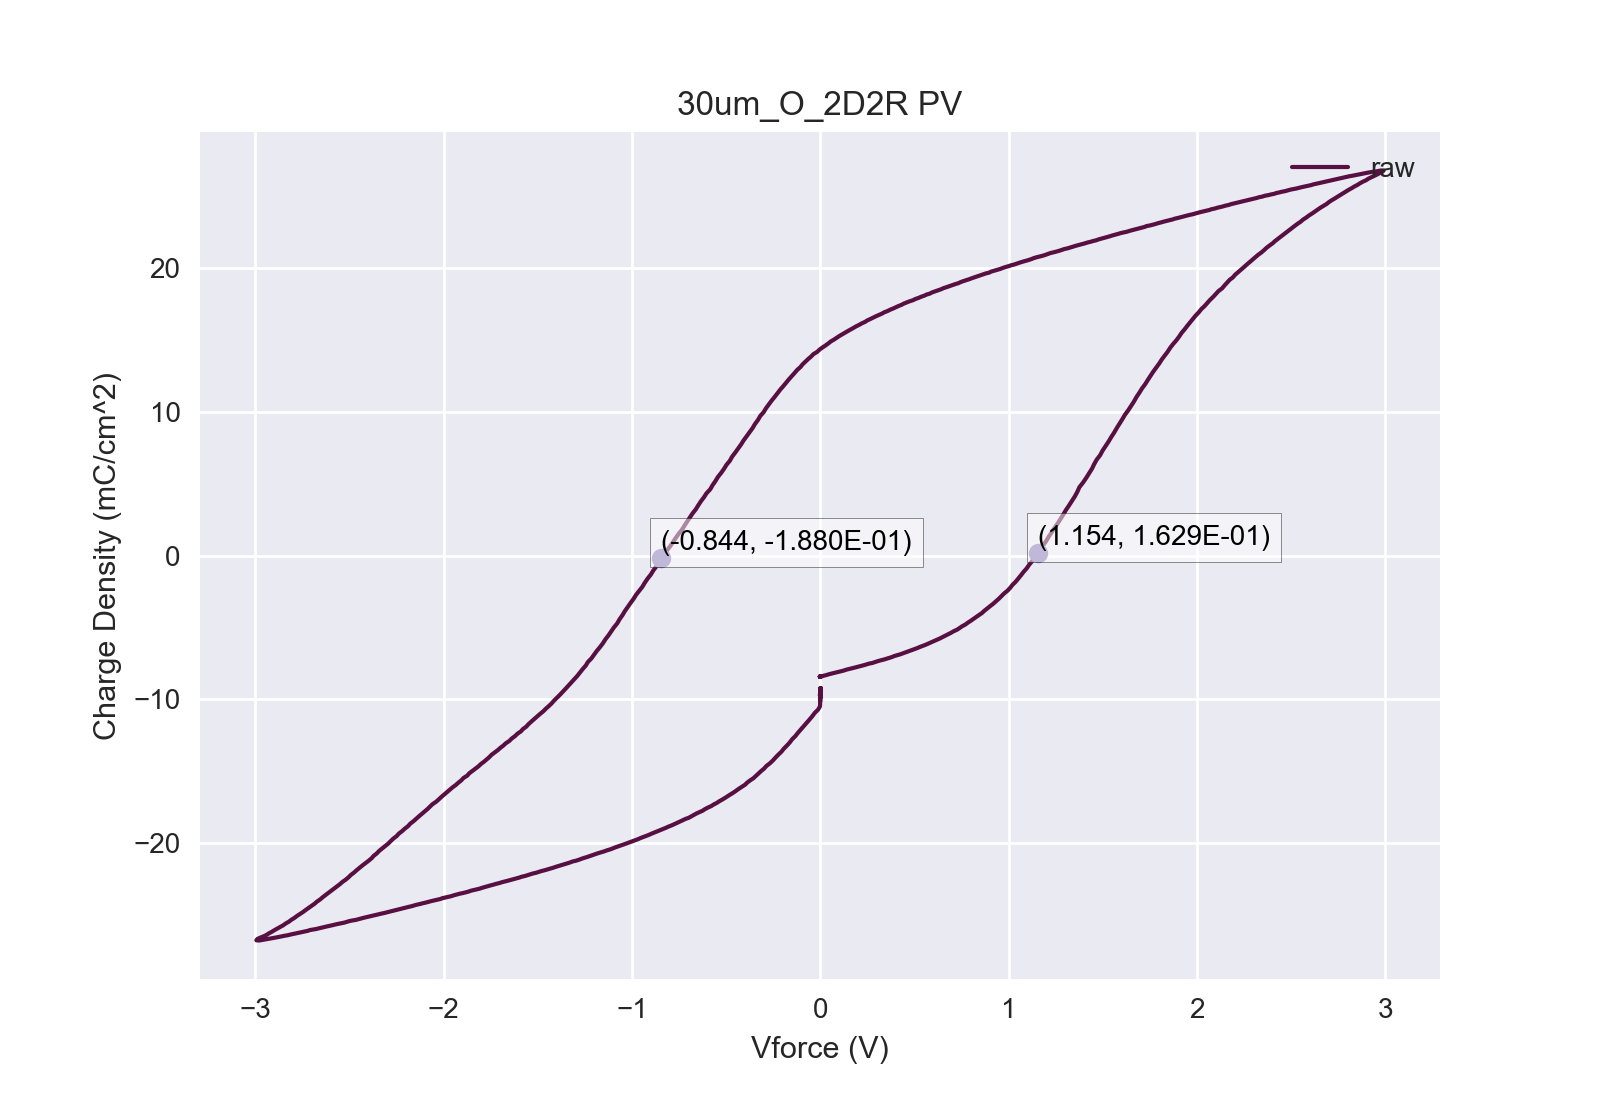 30um_O_2D2R PV
raw
20
10
0
−10
−20
Charge Density (mC/cm^2)
(-0.844, -1.880E-01)
(1.154, 1.629E-01)
−3
−2
−1
0
1
2
3
Vforce (V)